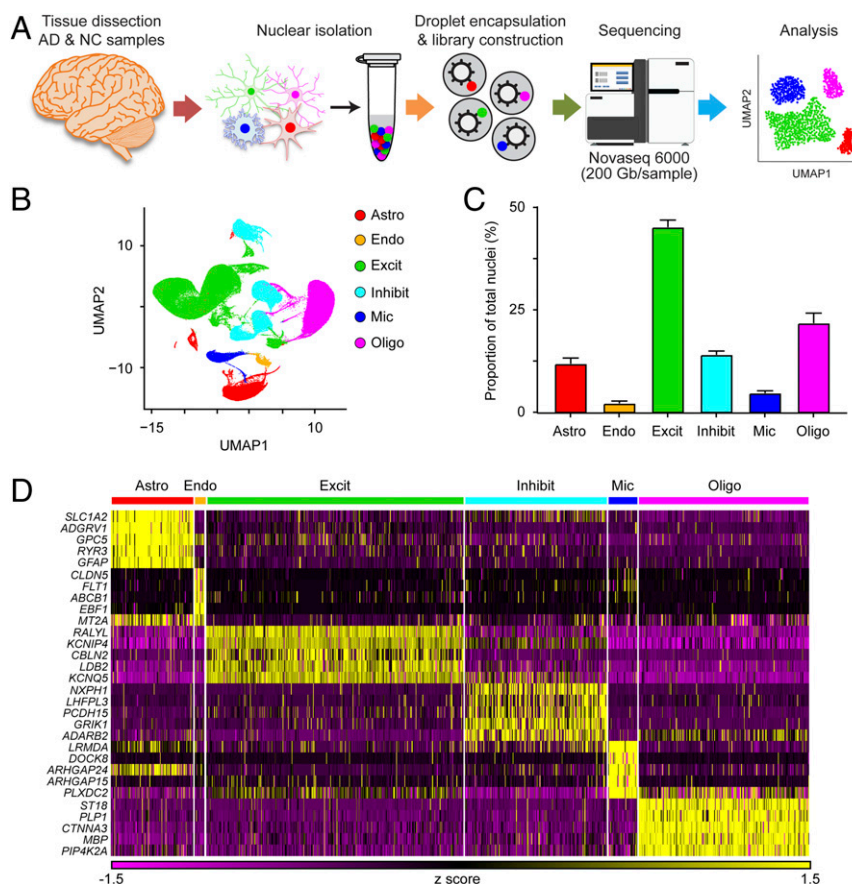 A
Tissue dissection
AD & NC samples
Nuclear isolation
Droplet encapsulation
& library construction
Sequencing
Analysis
Novaseq 6000
(200 Gb/sample)
UMAP2
UMAP1
B
10
−10
UMAP2
−15
10
UMAP1
Astro
Endo
Excit
Inhibit
Mic
Oligo
C
50
25
0
Proportion of total nuclei (%)
Astro Endo Excit Inhibit Mic Oligo
D
Astro Endo Excit Inhibit Mic Oligo
SLC1A2
ADGRV1
GPC5
RYR3
GFAP
CLDN5
FLT1
ABCB1
EBF1
MT2A
RALYL
KCNIP4
CBLN2
LDB2
KCNQ5
NXPH1
LHFPL3
PCDH15
GRIK1
ADARB2
LRMDA
DOCK8
ARHGAP24
ARHGAP15
PLXDC2
ST18
PLP1
CTNNA3
MBP
PIP4K2A
-1.5 z score 1.5